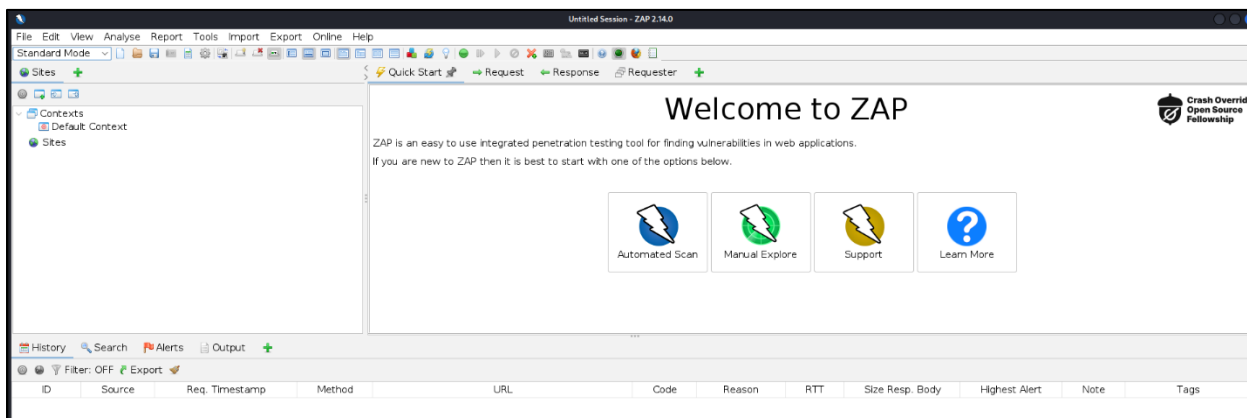 Untitled Session - ZAP 2.14.0
File Edit View Analyse Report Tools Import Export Online Help
Standard Mode
Sites
Quick Start Request Response Requester
Contexts
Default Context
Sites
Welcome to ZAP
Crash Overrid
Open Source
Fellowship
ZAP is an easy to use integrated penetration testing tool for finding vulnerabilities in web applications.
If you are new to ZAP then it is best to start with one of the options below.
Automated Scan Manual Explore Support Learn More
History Search Alerts Output
Filter: OFF Export
ID Source Req. Timestamp Method URL Code Reason RTT Size Resp. Body Highest Alert Note Tags